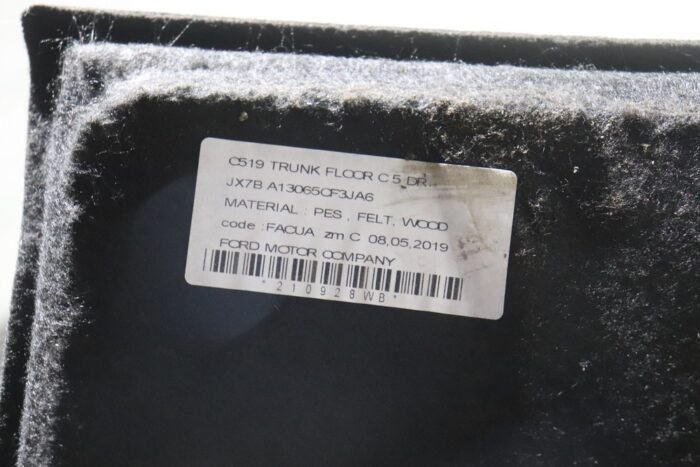 C519 TRUNK FLOOR C 5 DR..
JX7B A13065CF3JA6
MATERIAL : PES , FELT, WOOD
code :FACUA zm C 08,05,2019
FORD MOTOR COMPANY
*210928WB*